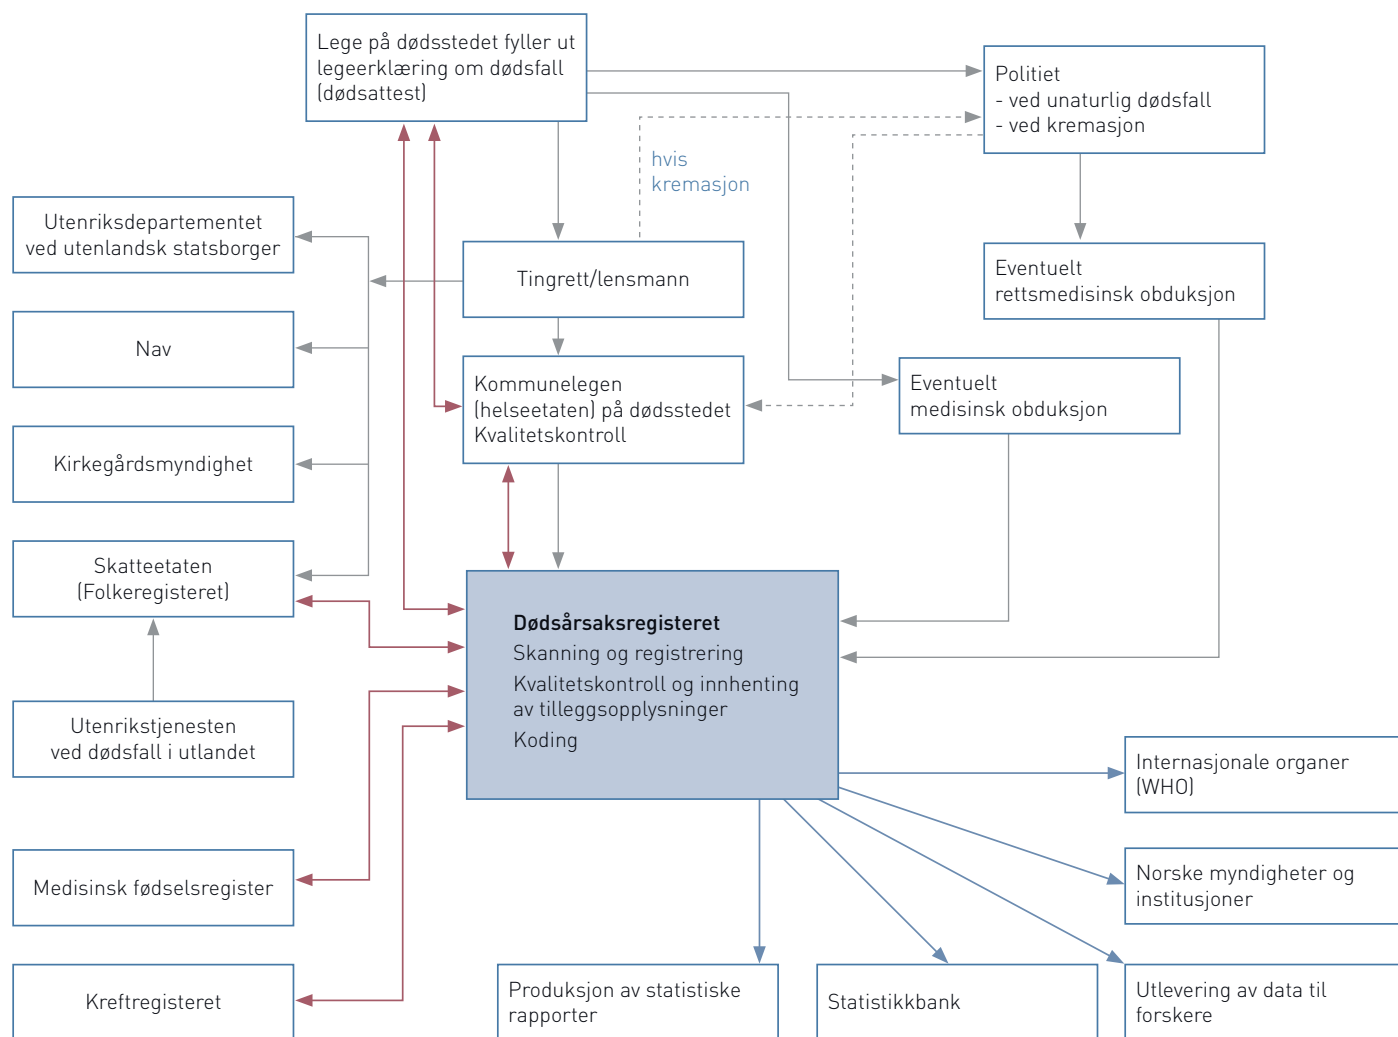 Lege på dødsstedet fyller ut
legeerklæring om dødsfall
(dødsattest)
Politiet
- ved unaturlig dødsfall
- ved kremasjon
hvis
kremasjon
Utenriksdepartementet
ved utenlandsk statsborger
Tingrett/lensmann
Eventuelt
rettsmedisinsk obduksjon
Nav
Kommunelegen
(helseetaten) på dødsstedet
Kvalitetskontroll
Eventuelt
medisinsk obduksjon
Kirkegårdsmyndighet
Skatteetaten
(Folkeregisteret)
Dødsårsaksregisteret
Skanning og registrering
Kvalitetskontroll og innhenting
av tilleggsopplysninger
Koding
Utenrikstjenesten
ved dødsfall i utlandet
Internasjonale organer
(WHO)
Medisinsk fødselsregister
Norske myndigheter og
institusjoner
Kreftregisteret
Produksjon av statistiske
rapporter
Statistikkbank
Utlevering av data til
forskere